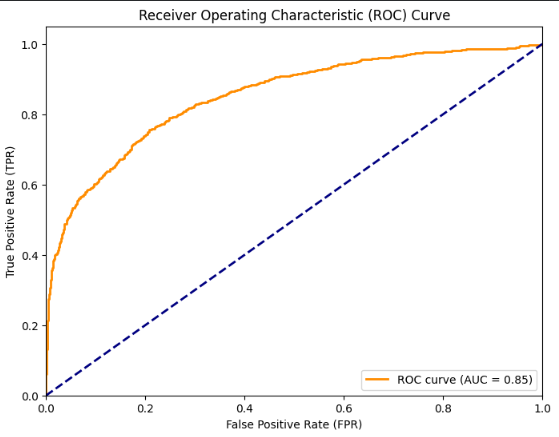 Receiver Operating Characteristic (ROC) Curve
1.0
0.8
0.6
0.4
0.2
0.0
True Positive Rate (TPR)
ROC curve (AUC = 0.85)
0.0 0.2 0.4 0.6 0.8 1.0
False Positive Rate (FPR)